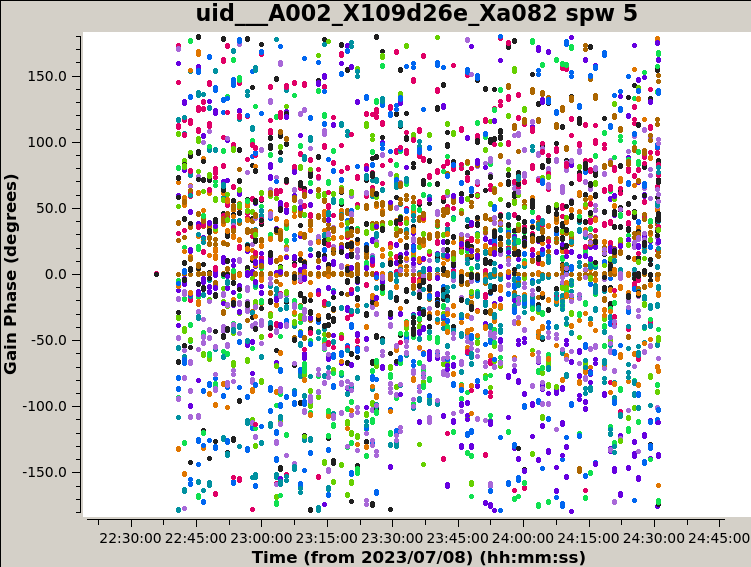 uid___A002_X109d26e_Xa082 spw 5
Gain Phase (degrees)
150.0
100.0
50.0
0.0
-50.0
-100.0
-150.0
22:30:00 22:45:00 23:00:00 23:15:00 23:30:00 23:45:00 24:00:00 24:15:00 24:30:00 24:45:00
Time (from 2023/07/08) (hh:mm:ss)